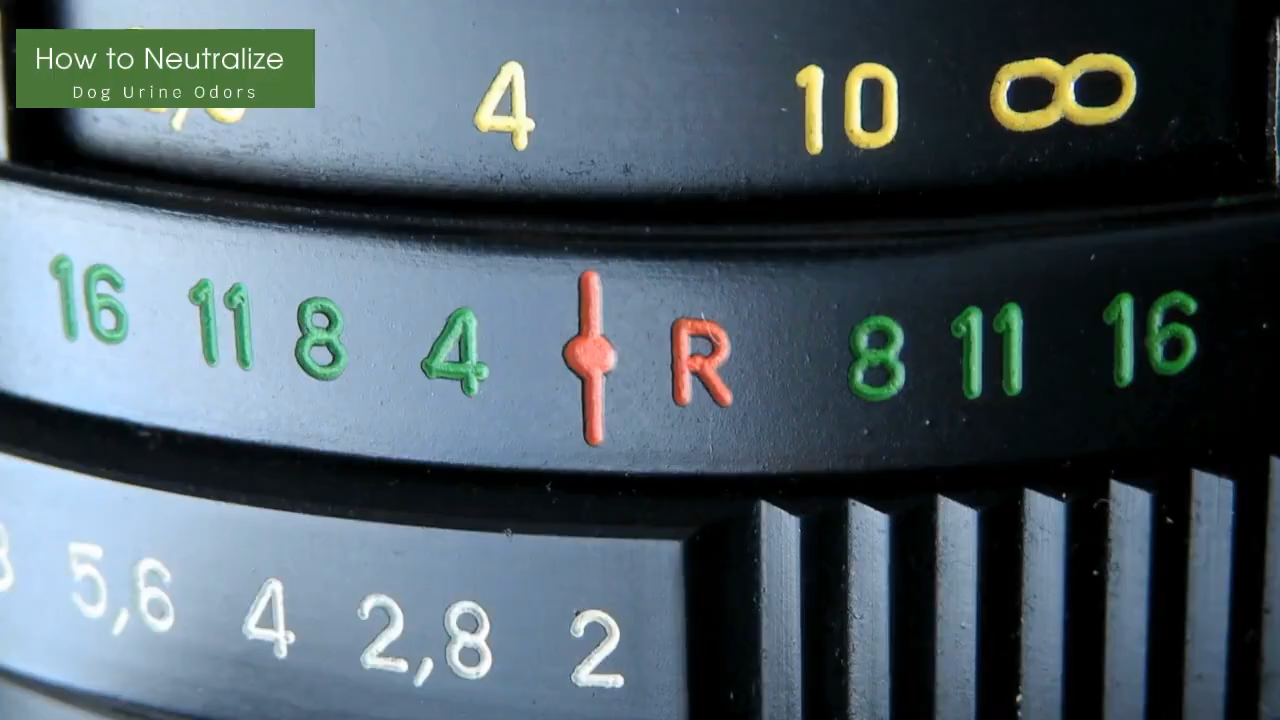 How to Neutralize
Dog Urine Odors
4 10 ∞
16 11 8 4 R 8 11 16
5,6 4 2,8 2